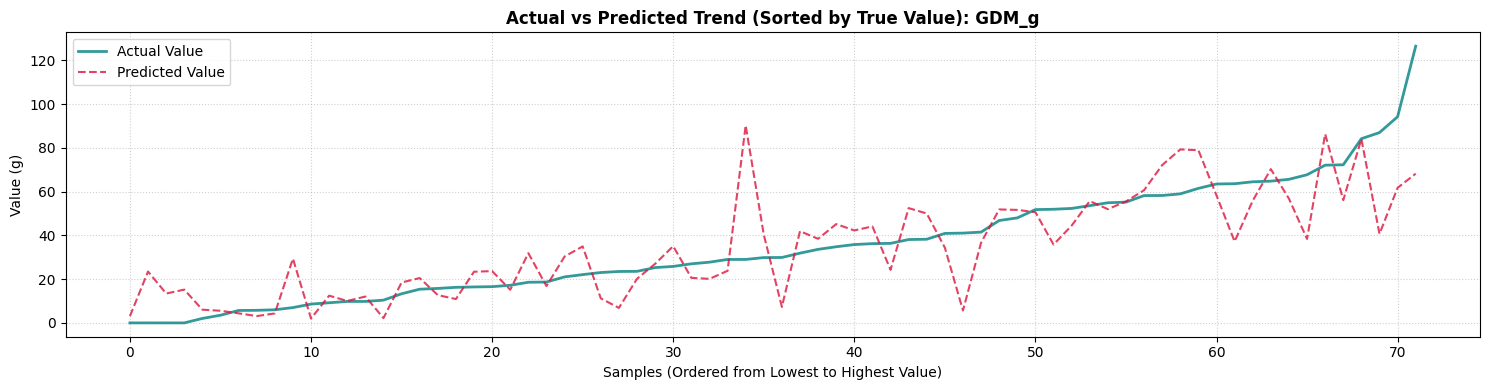 Actual vs Predicted Trend (Sorted by True Value): GDM_g
Actual Value
Predicted Value
Value (g)
120
100
80
60
40
20
0
0 10 20 30 40 50 60 70
Samples (Ordered from Lowest to Highest Value)